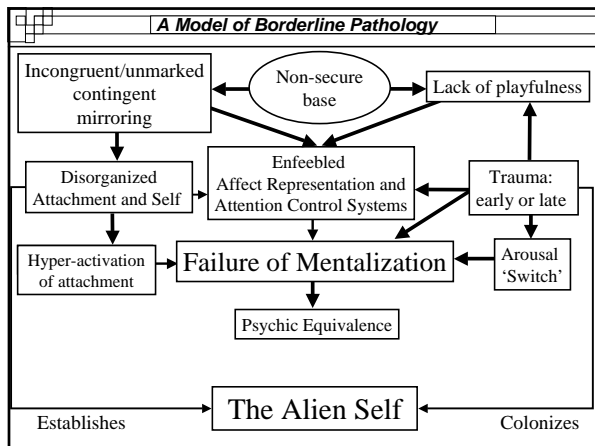 A Model of Borderline Pathology
Incongruent/unmarked
contingent
mirroring
Non-secure
base
Lack of playfulness
Disorganized
Attachment and Self
Enfeebled
Affect Representation and
Attention Control Systems
Trauma:
early or late
Hyper-activation
of attachment
Failure of Mentalization
Arousal
‘Switch’
Psychic Equivalence
The Alien Self
Establishes
Colonizes